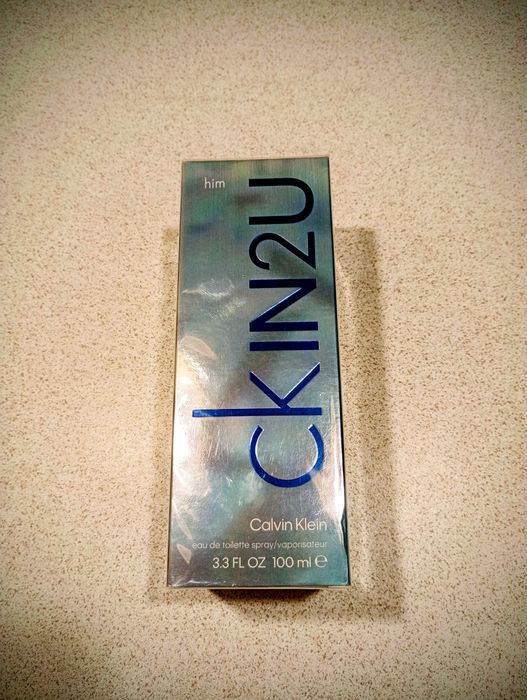 him
ckIN2U
Calvin Klein
eau de toilette spray/vaporisateur
3.3 FL OZ 100 ml ℮